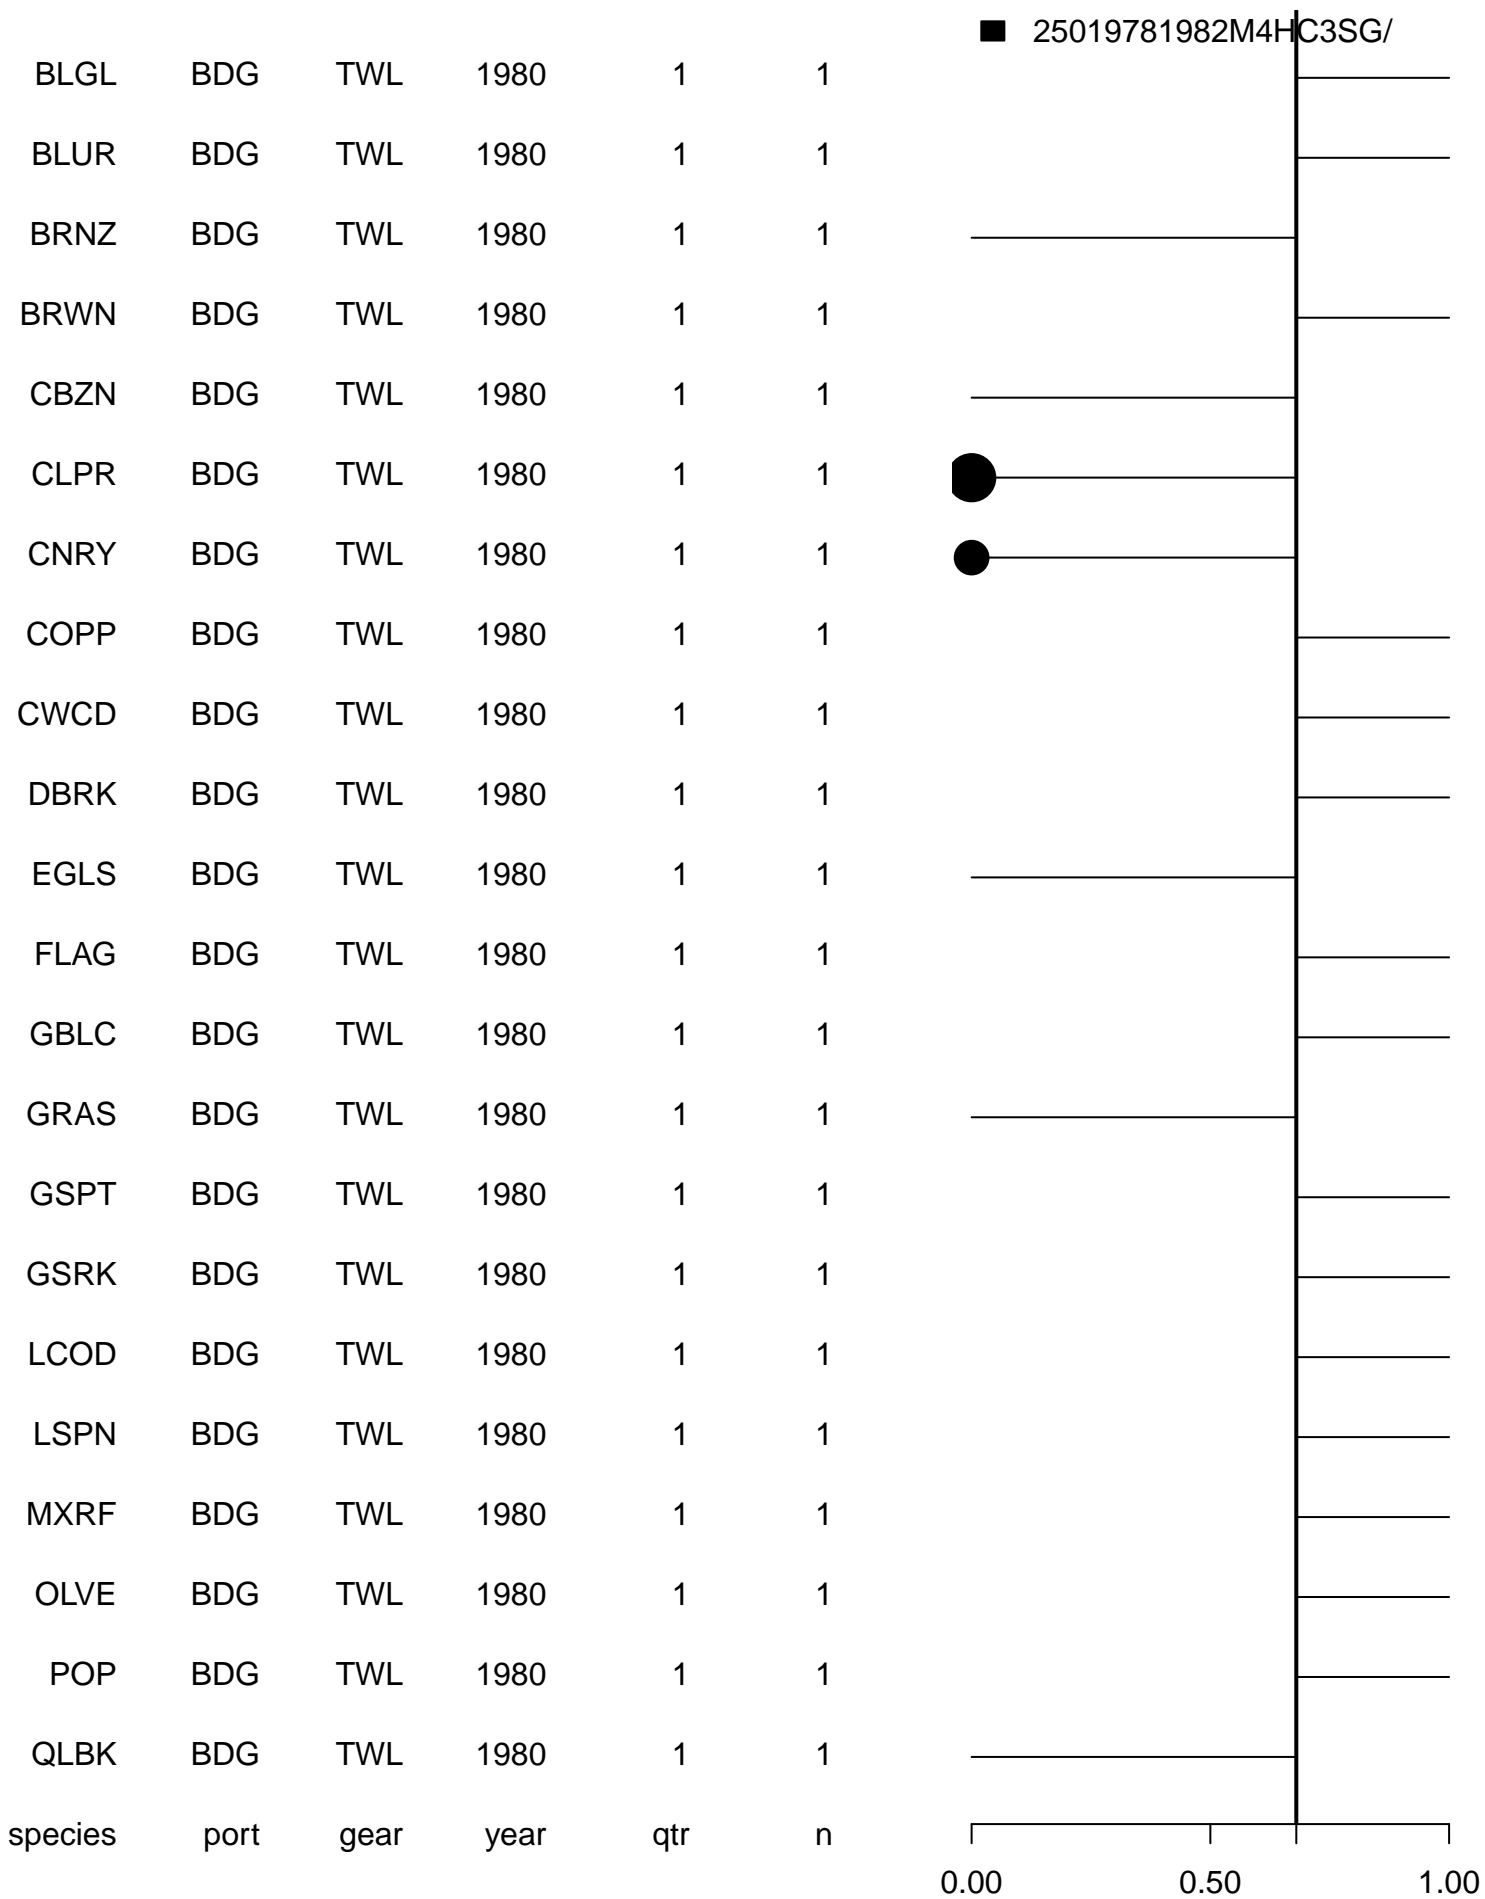 25019781982M4HC3SG/
BLGL BDG TWL 1980 1 1
BLUR BDG TWL 1980 1 1
BRNZ BDG TWL 1980 1 1
BRWN BDG TWL 1980 1 1
CBZN BDG TWL 1980 1 1
CLPR BDG TWL 1980 1 1
CNRY BDG TWL 1980 1 1
COPP BDG TWL 1980 1 1
CWCD BDG TWL 1980 1 1
DBRK BDG TWL 1980 1 1
EGLS BDG TWL 1980 1 1
FLAG BDG TWL 1980 1 1
GBLC BDG TWL 1980 1 1
GRAS BDG TWL 1980 1 1
GSPT BDG TWL 1980 1 1
GSRK BDG TWL 1980 1 1
LCOD BDG TWL 1980 1 1
LSPN BDG TWL 1980 1 1
MXRF BDG TWL 1980 1 1
OLVE BDG TWL 1980 1 1
POP BDG TWL 1980 1 1
QLBK BDG TWL 1980 1 1
species port gear year qtr n
0.00 0.50 1.00